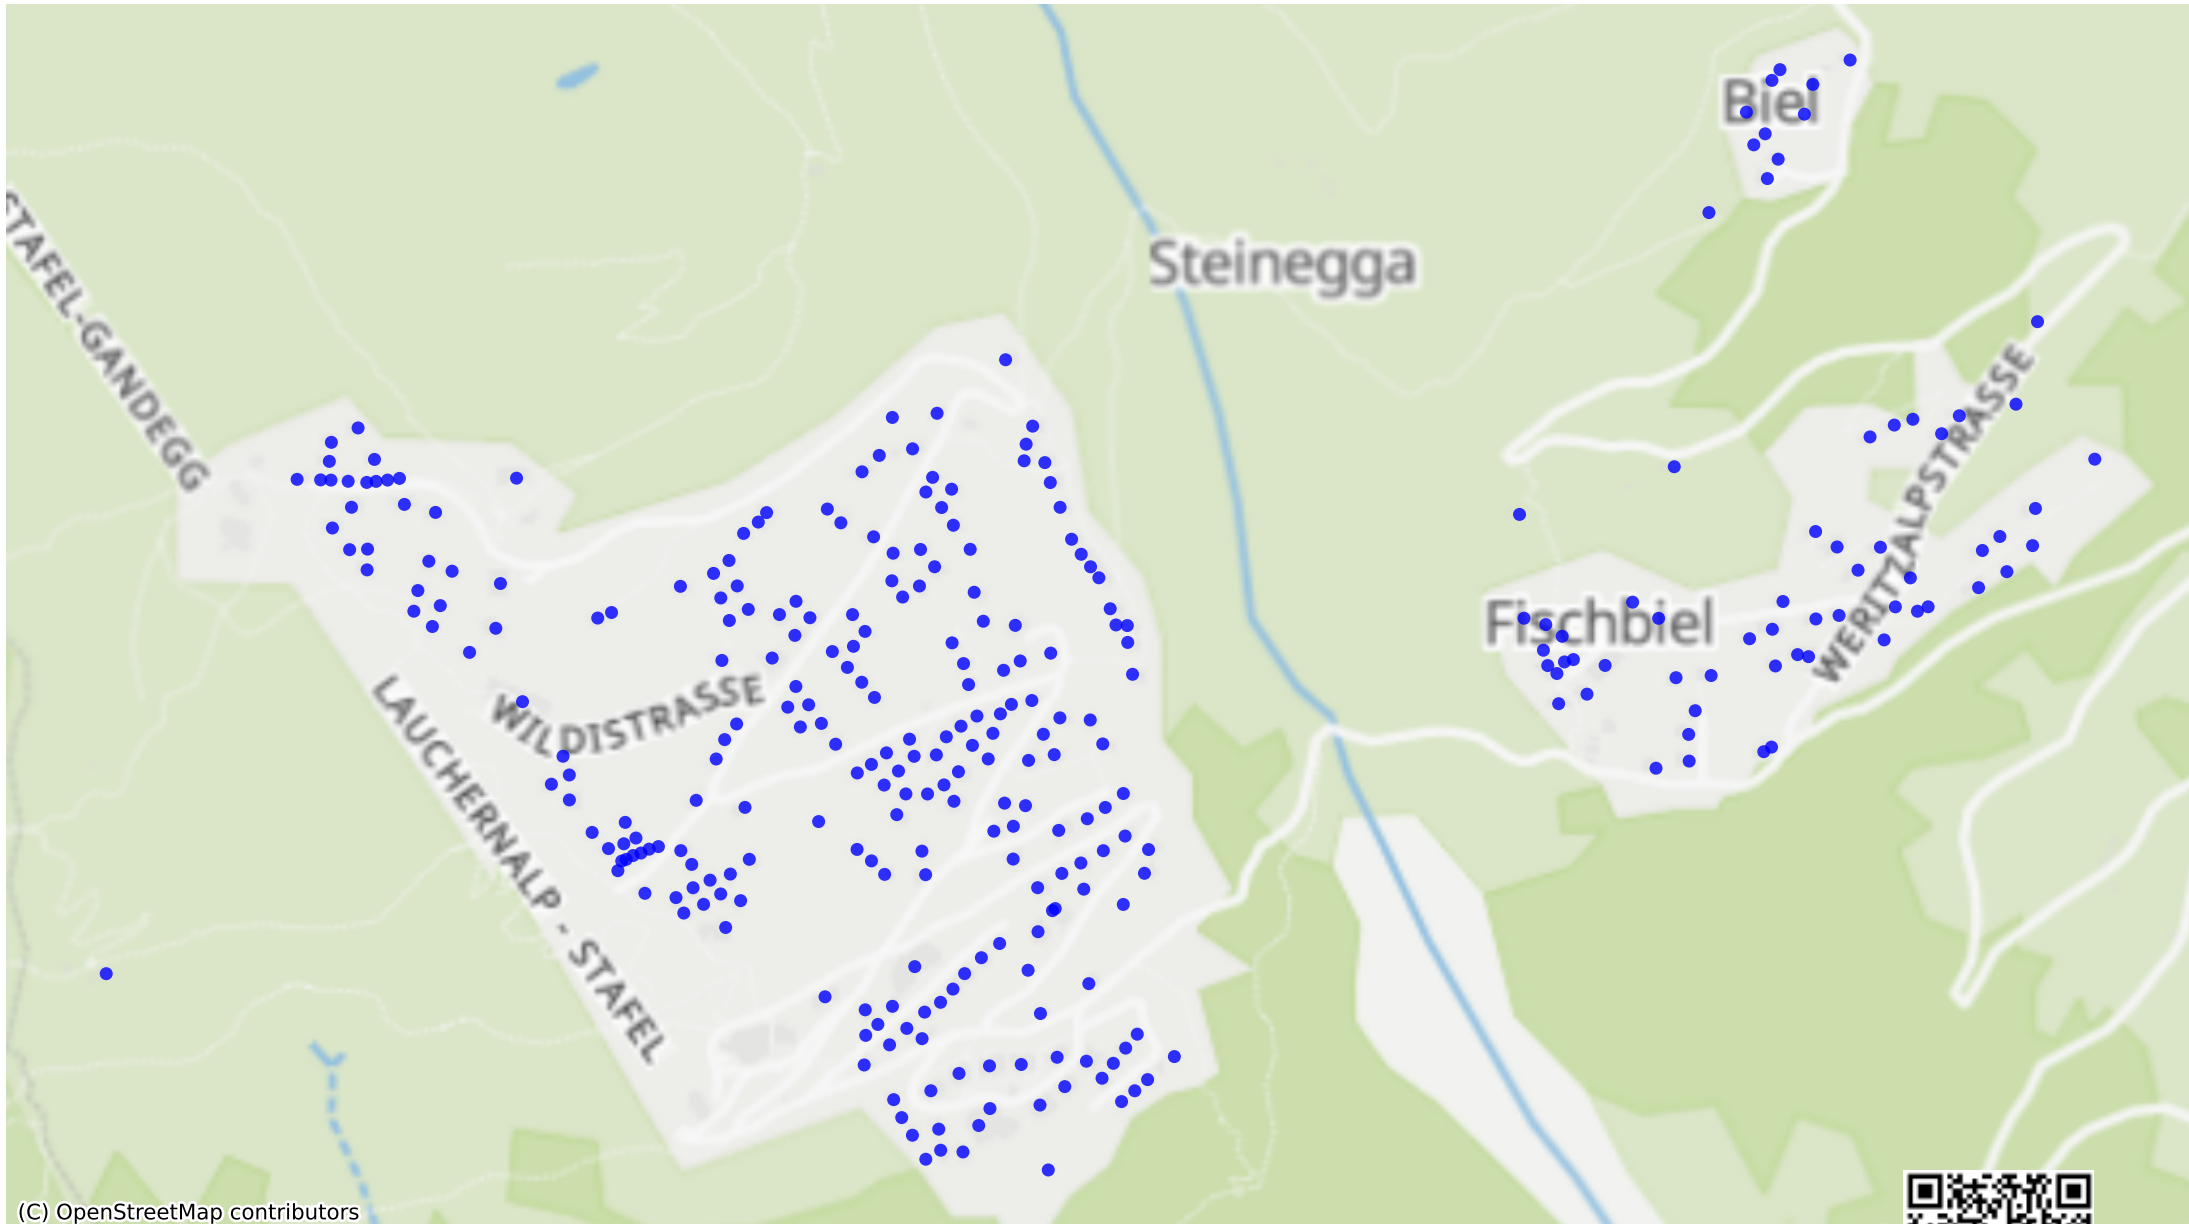 Biel
STAFEL-GANDEGG
Steinegga
WERITZALPSTRASSE
Fischbiel
WILDISTRASSE
LAUCHERNALP - STAFEL
(C) OpenStreetMap contributors